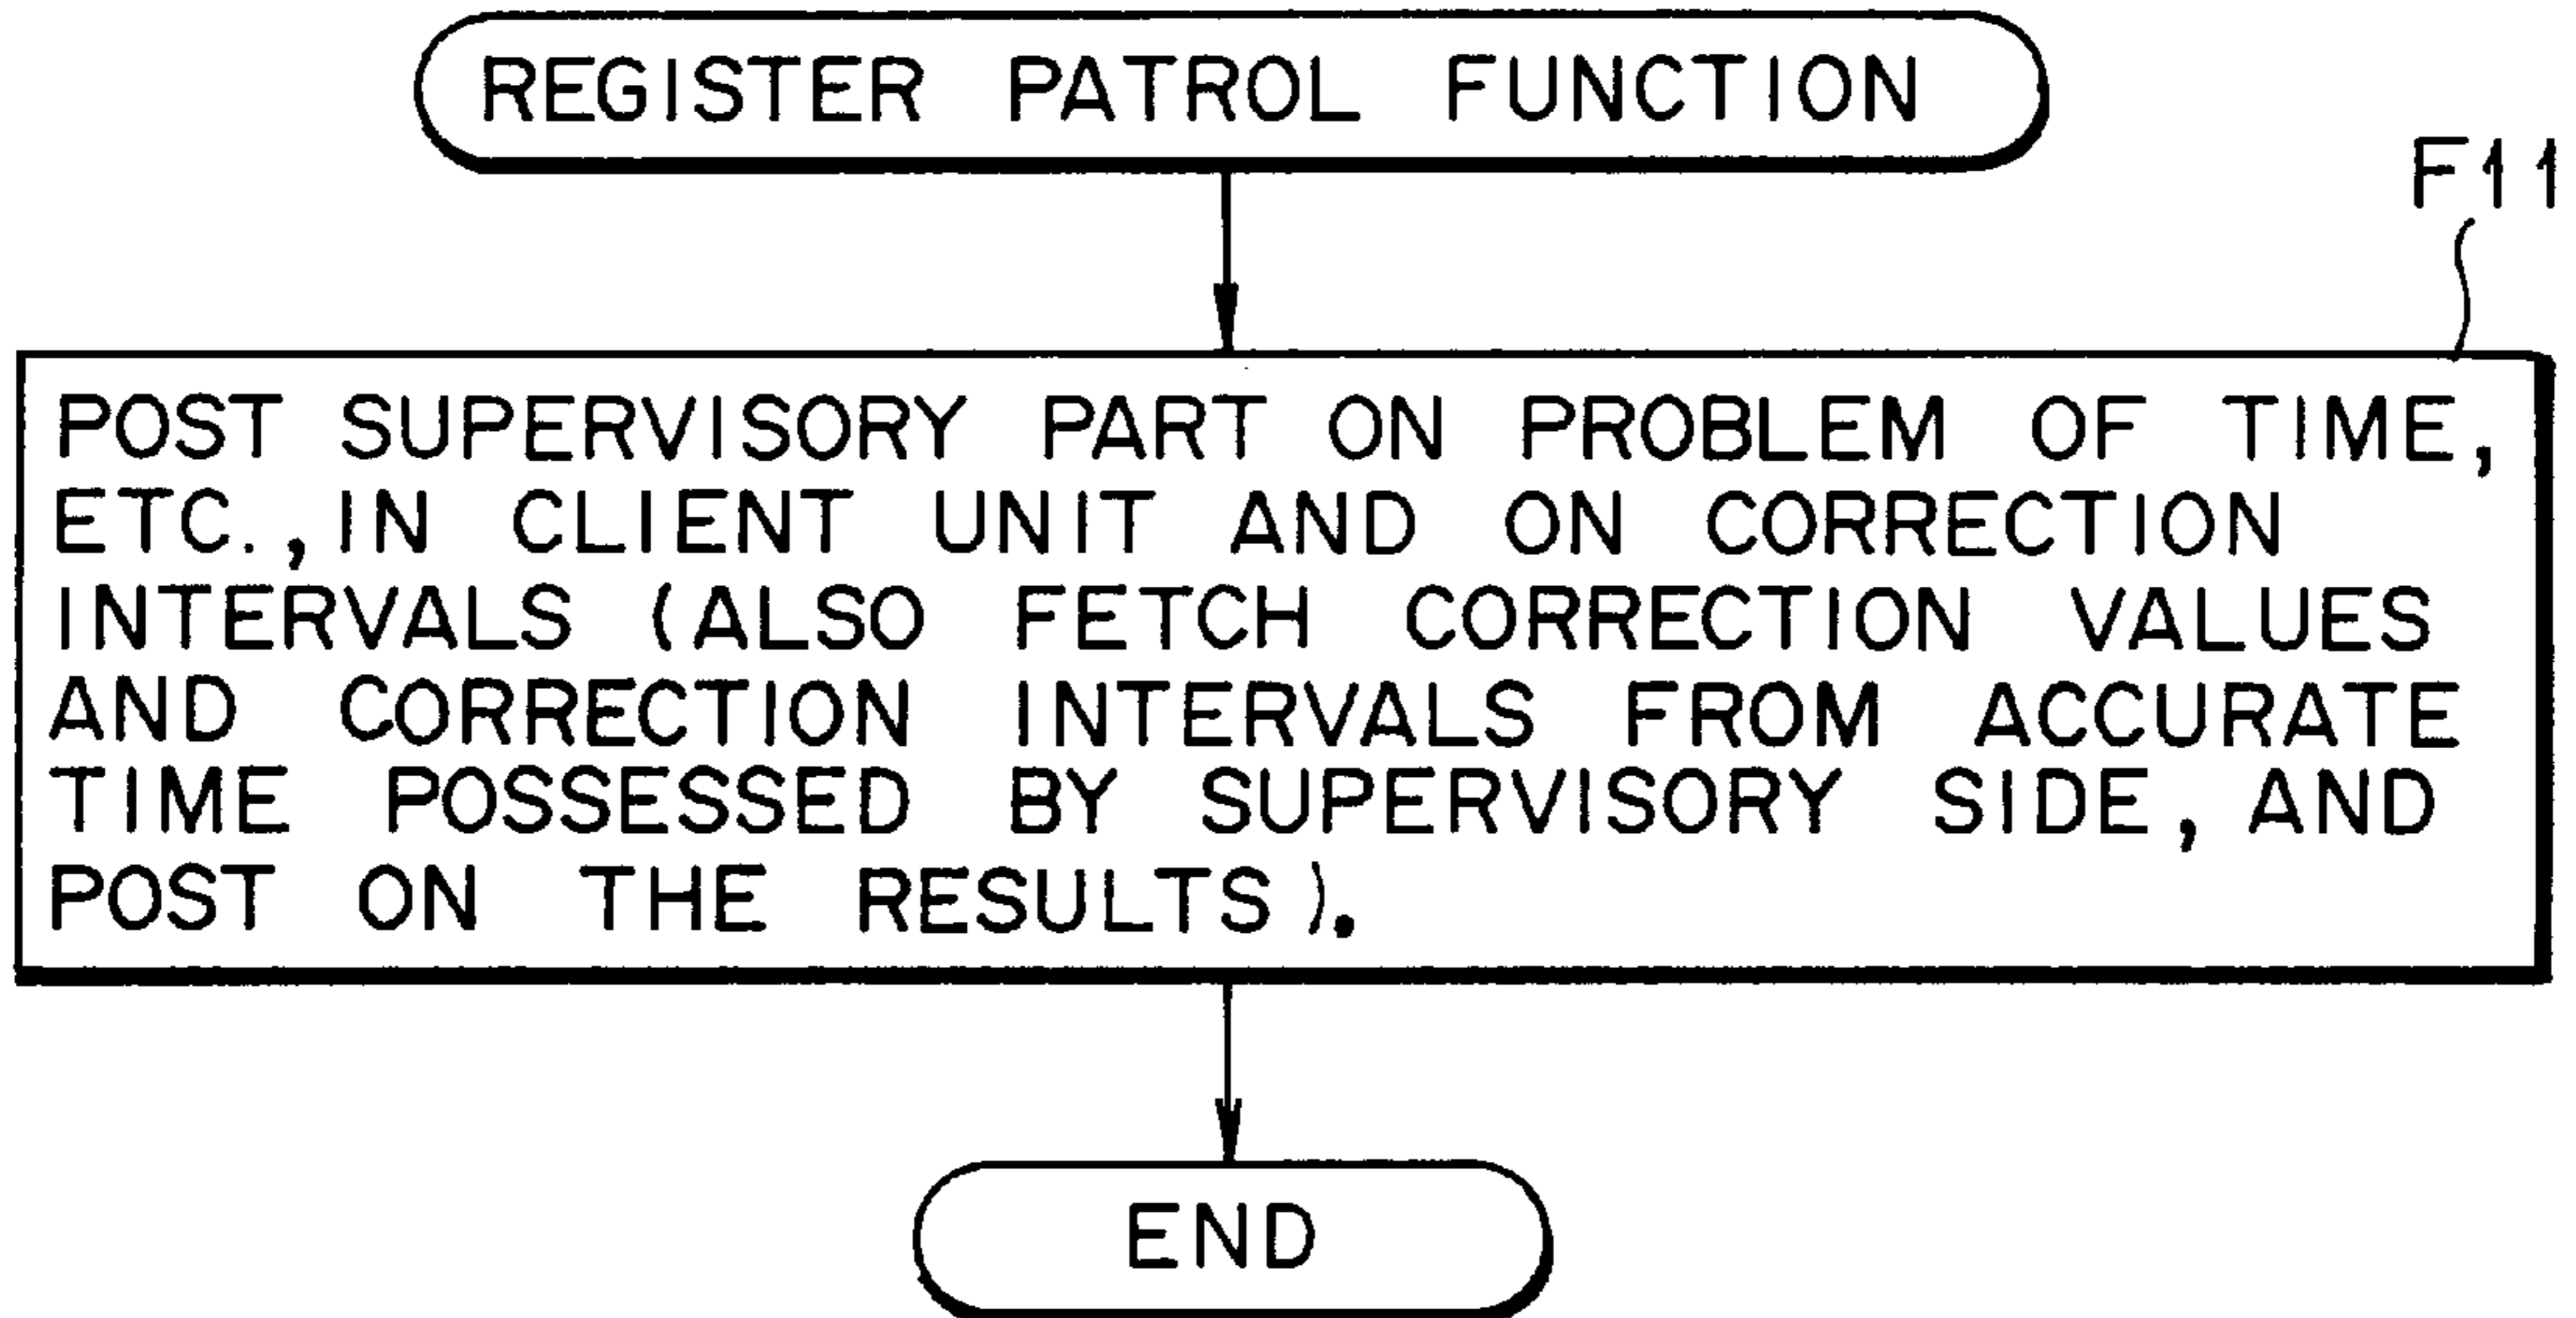 REGISTER PATROL FUNCTION
F11
POST SUPERVISORY PART ON PROBLEM OF TIME,
ETC., IN CLIENT UNIT AND ON CORRECTION
INTERVALS (ALSO FETCH CORRECTION VALUES
AND CORRECTION INTERVALS FROM ACCURATE
TIME POSSESSED BY SUPERVISORY SIDE, AND
POST ON THE RESULTS).
END